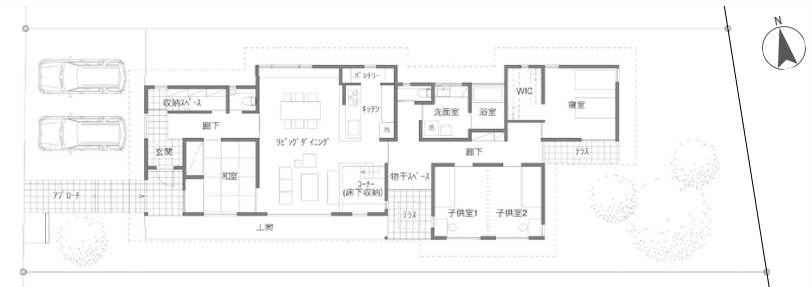 N
パントリー
収納スペース
WIC
キッチン
洗面室
浴室
寝室
廊下
リビングダイニング
冷
洗
玄関
廊下
テラス
和室
物干スペース
アプローチ
コーナー
(床下収納)
テラス
子供室1
子供室2
土間